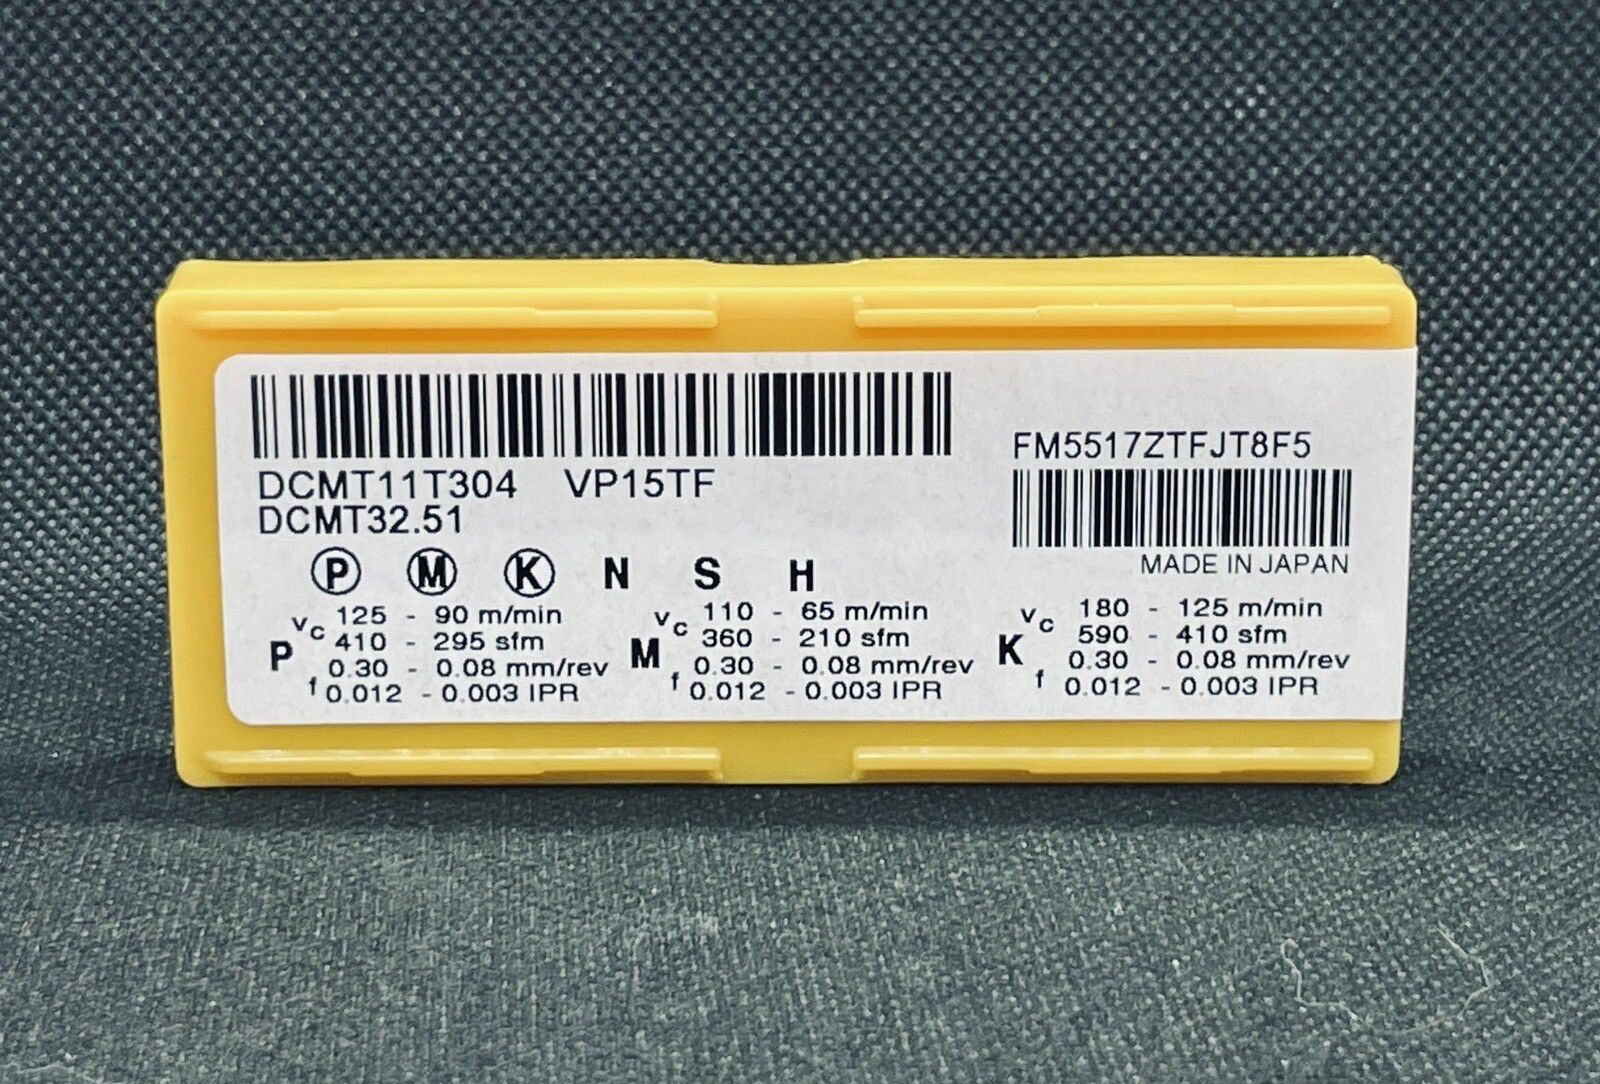 DCMT11T304 VP15TF
DCMT32.51
FM5517ZTFJT8F5
MADE IN JAPAN
P M K N S H
P vc 125 - 90 m/min
410 - 295 sfm
f 0.30 - 0.08 mm/rev
0.012 - 0.003 IPR
M vc 110 - 65 m/min
360 - 210 sfm
f 0.30 - 0.08 mm/rev
0.012 - 0.003 IPR
K vc 180 - 125 m/min
590 - 410 sfm
f 0.30 - 0.08 mm/rev
0.012 - 0.003 IPR